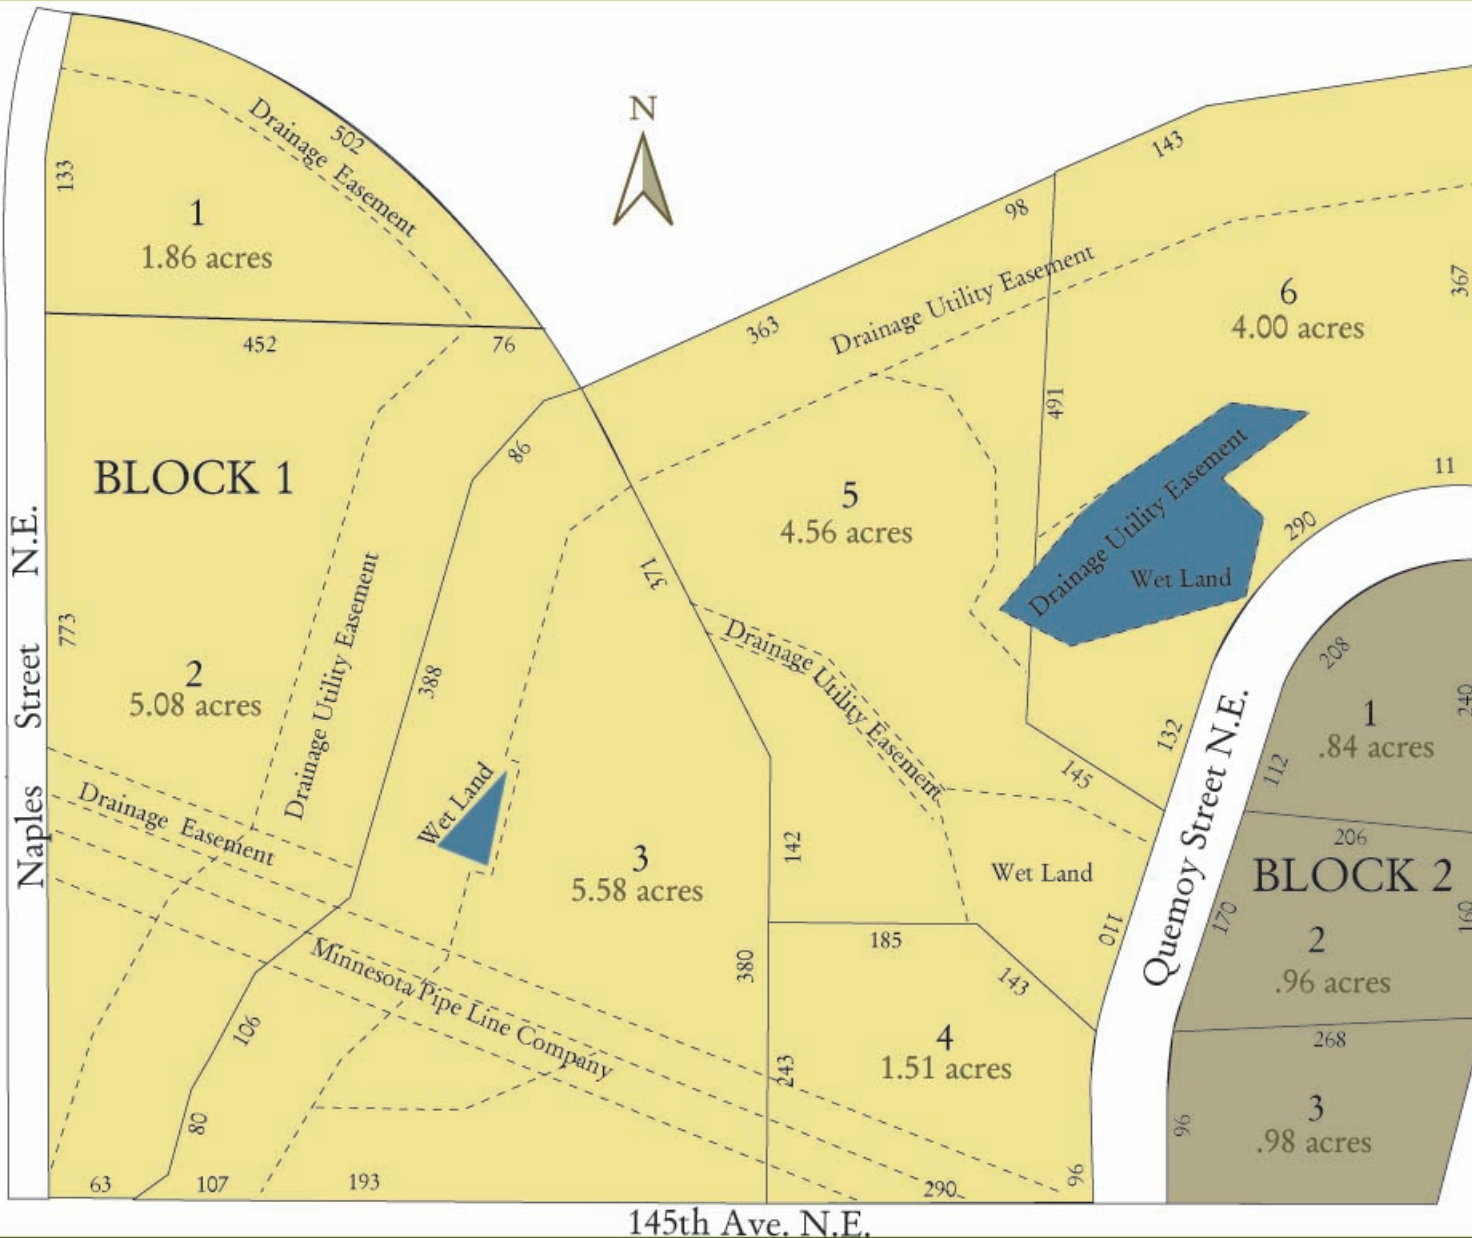 N
Drainage Easement
502
133
1
1.86 acres
452
76
143
98
363
Drainage Utility Easement
6
4.00 acres
367
491
11
290
86
BLOCK 1
5
4.56 acres
Drainage Utility Easement
Wet Land
371
Naples Street N.E.
773
2
5.08 acres
Drainage Utility Easement
388
Drainage Utility Easement
132
145
208
240
1
.84 acres
112
Quemoy Street N.E.
206
BLOCK 2
Drainage Easement
Wet Land
3
5.58 acres
142
Wet Land
110
170
160
2
.96 acres
185
143
380
Minnesota Pipe Line Company
106
243
4
1.51 acres
268
3
.98 acres
96
80
63
107
193
290
96
145th Ave. N.E.